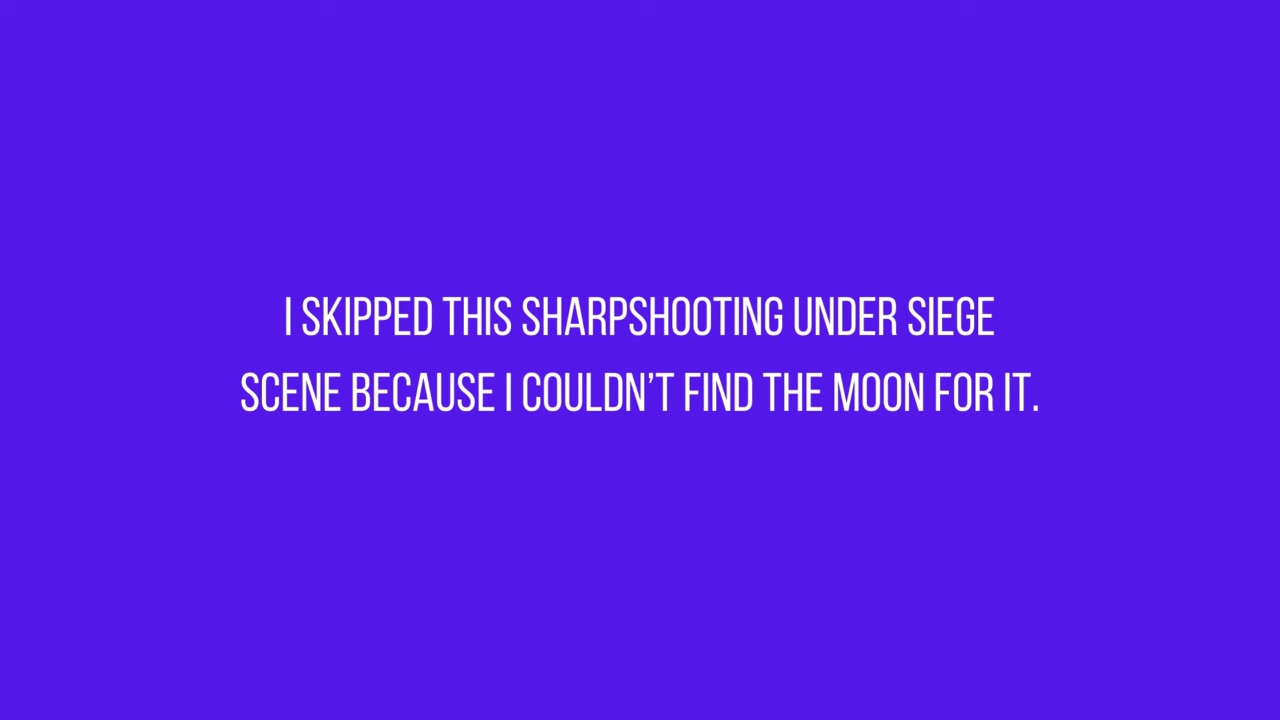 I SKIPPED THIS SHARPSHOOTING UNDER SIEGE
SCENE BECAUSE I COULDN’T FIND THE MOON FOR IT.